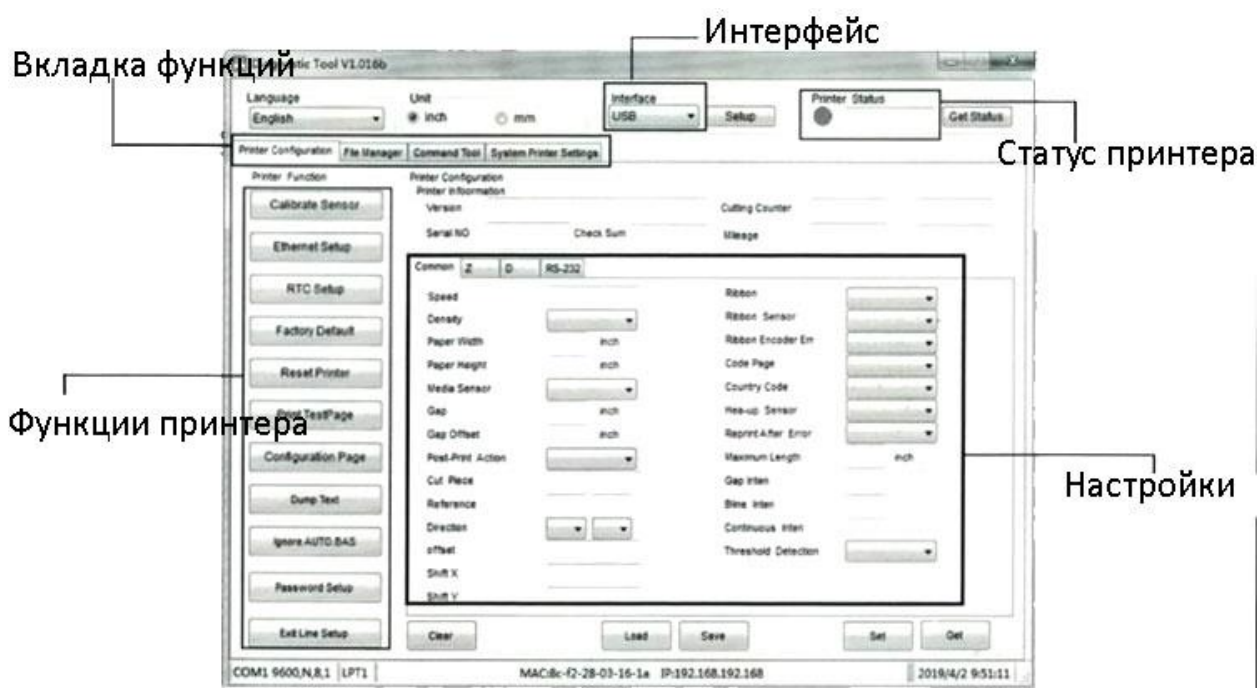 Интерфейс
Вкладка функций
Tool V1.016b
Language
Unit
Interface
Printer Status
English
inch
mm
USB
Setup
Get Status
Статус принтера
Printer Configuration
File Manager
Command Tool
System Printer Settings
Printer Function
Printer Configuration
Printer Infoormation
Calibrate Sensor
Version
Cutting Counter
Serial NO
Check Sum
Mileage
Ethernet Setup
Common
Z
D
RS-232
RTC Setup
Speed
Ribbon
Density
Ribbon Sensor
Factory Default
Paper Width
inch
Ribbon Encoder Err
Paper Height
inch
Code Page
Reset Printer
Media Sensor
Country Code
Функции принтера
Print TestPage
Gap
inch
Hea-up Sensor
Gap Offset
inch
Reprint After Error
Configuration Page
Post-Print Action
Maximum Length
inch
Настройки
Cut Piece
Gap Inten
Dump Text
Reference
Bline Inten
Direction
Continuous Inten
Ignore AUTO.BAS
offset
Threshold Detection
Shift X
Password Setup
Shift Y
Exit Line Setup
Clear
Load
Save
Set
Get
COM1 9600,N,8,1
LPT1
MAC:8c-f2-28-03-16-1a IP:192.168.192.168
2019/4/2 9:51:11